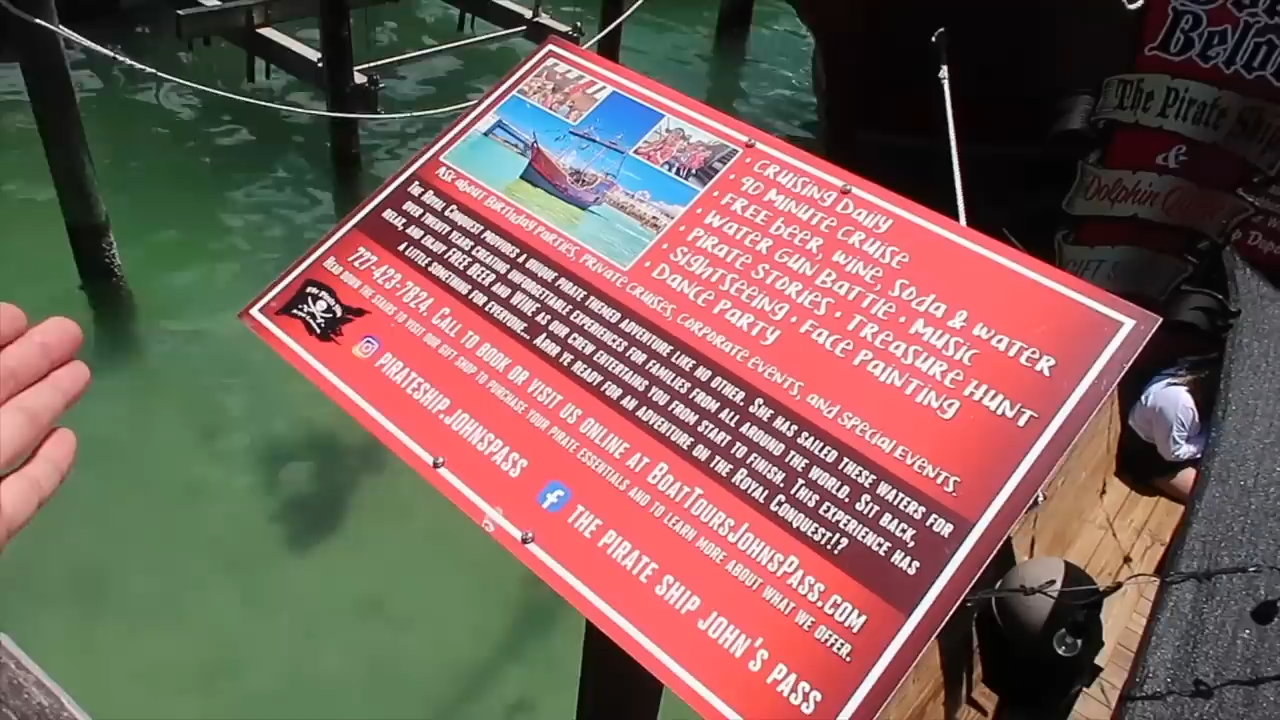 • CRUISING DAILY
• 90 MINUTE CRUISE
• FREE BEER, WINE, SODA & WATER
• WATER GUN BATTLE • MUSIC
• PIRATE STORIES • TREASURE HUNT
• SIGHTSEEING • FACE PAINTING
• DANCE PARTY
ASK ABOUT BIRTHDAY PARTIES, PRIVATE CRUISES, CORPORATE EVENTS, AND SPECIAL EVENTS.
THE ROYAL CONQUEST PROVIDES A UNIQUE PIRATE THEMED ADVENTURE LIKE NO OTHER. SHE HAS SAILED THESE WATERS FOR
OVER TWENTY YEARS CREATING UNFORGETTABLE EXPERIENCES FOR FAMILIES FROM ALL AROUND THE WORLD. SIT BACK,
RELAX, AND ENJOY FREE BEER AND WINE AS OUR CREW ENTERTAINS YOU FROM START TO FINISH. THIS EXPERIENCE HAS
A LITTLE SOMETHING FOR EVERYONE... ARRR YE READY FOR AN ADVENTURE ON THE ROYAL CONQUEST!?
727-423-7824. CALL TO BOOK OR VISIT US ONLINE AT BOATTOURSJOHNSPASS.COM
HEAD DOWN THE STAIRS TO VISIT OUR GIFT SHOP TO PURCHASE YOUR PIRATE ESSENTIALS AND TO LEARN MORE ABOUT WHAT WE OFFER.
PIRATESHIP.JOHNSPASS
THE PIRATE SHIP JOHN'S PASS
The Pirate Ship
&
Dolphin
GIFT